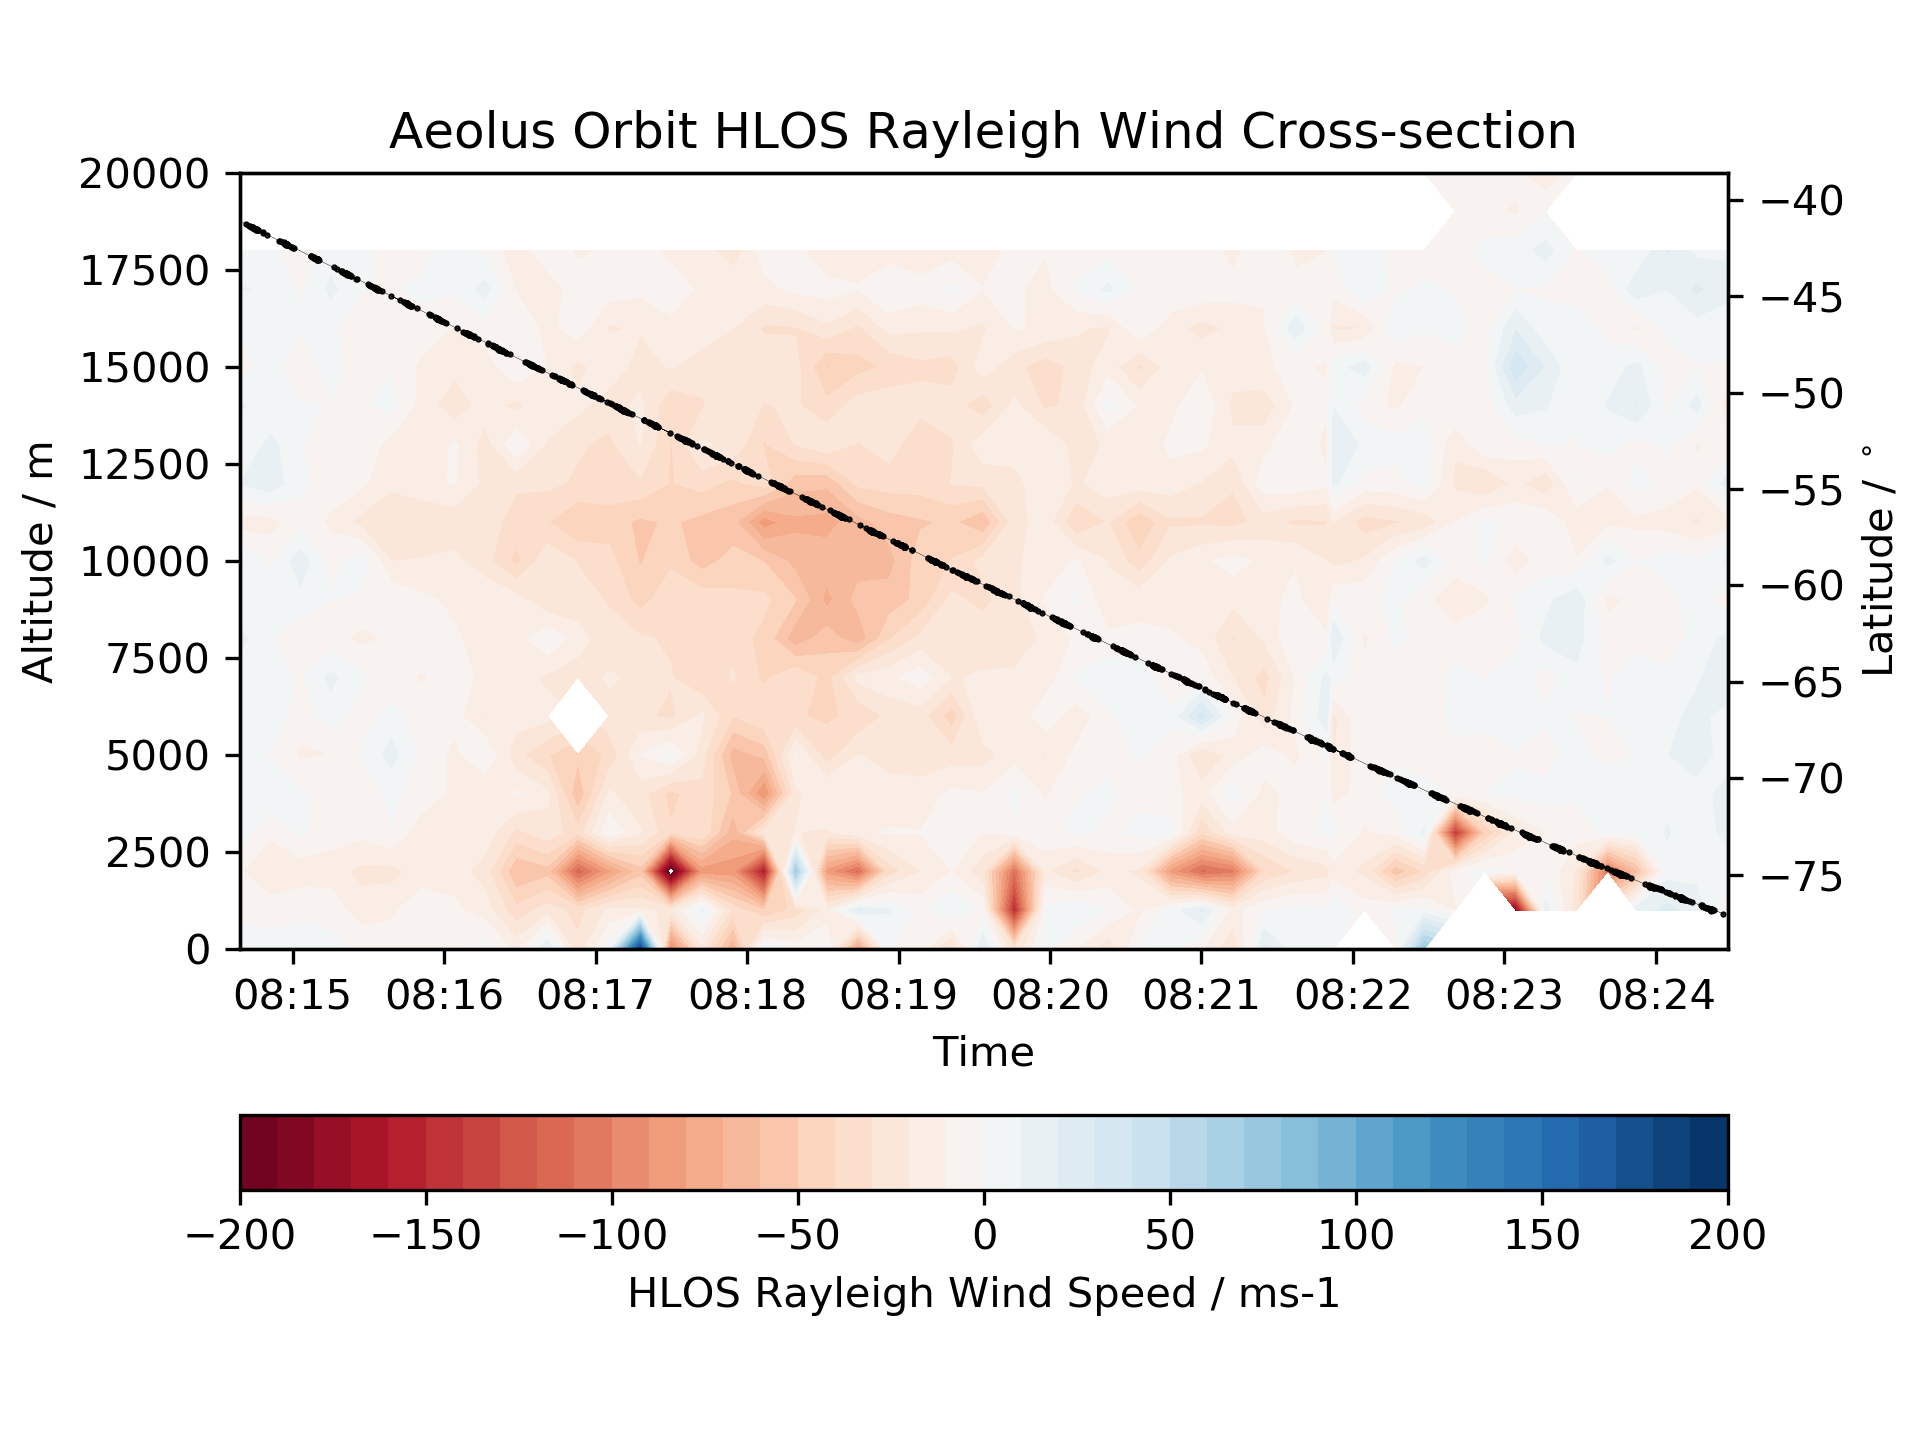 Aeolus Orbit HLOS Rayleigh Wind Cross-section
20000
17500
15000
12500
10000
7500
5000
2500
0
Altitude / m
−40
−45
−50
−55
−60
−65
−70
−75
Latitude / °
08:15 08:16 08:17 08:18 08:19 08:20 08:21 08:22 08:23 08:24
Time
−200 −150 −100 −50 0 50 100 150 200
HLOS Rayleigh Wind Speed / ms-1